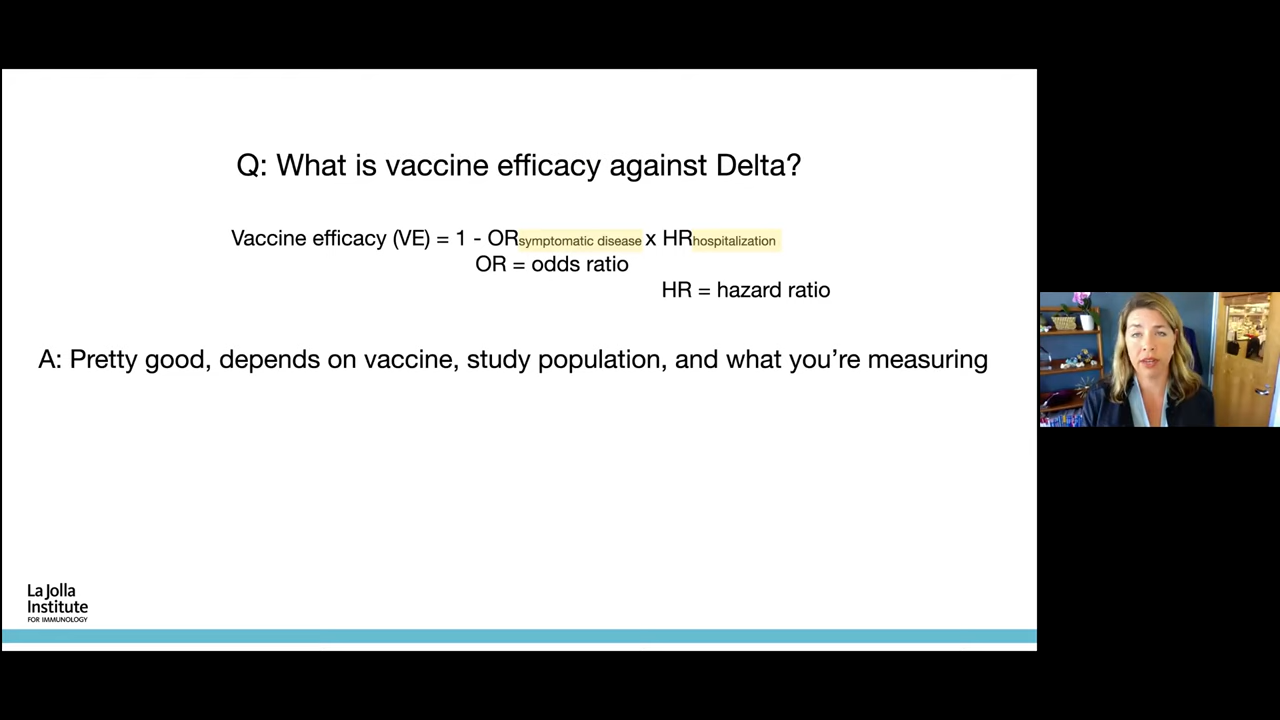 Q: What is vaccine efficacy against Delta?
Vaccine efficacy (VE) = 1 - ORsymptomatic disease x HRhospitalization
OR = odds ratio
HR = hazard ratio
A: Pretty good, depends on vaccine, study population, and what you’re measuring
La Jolla
Institute
FOR IMMUNOLOGY